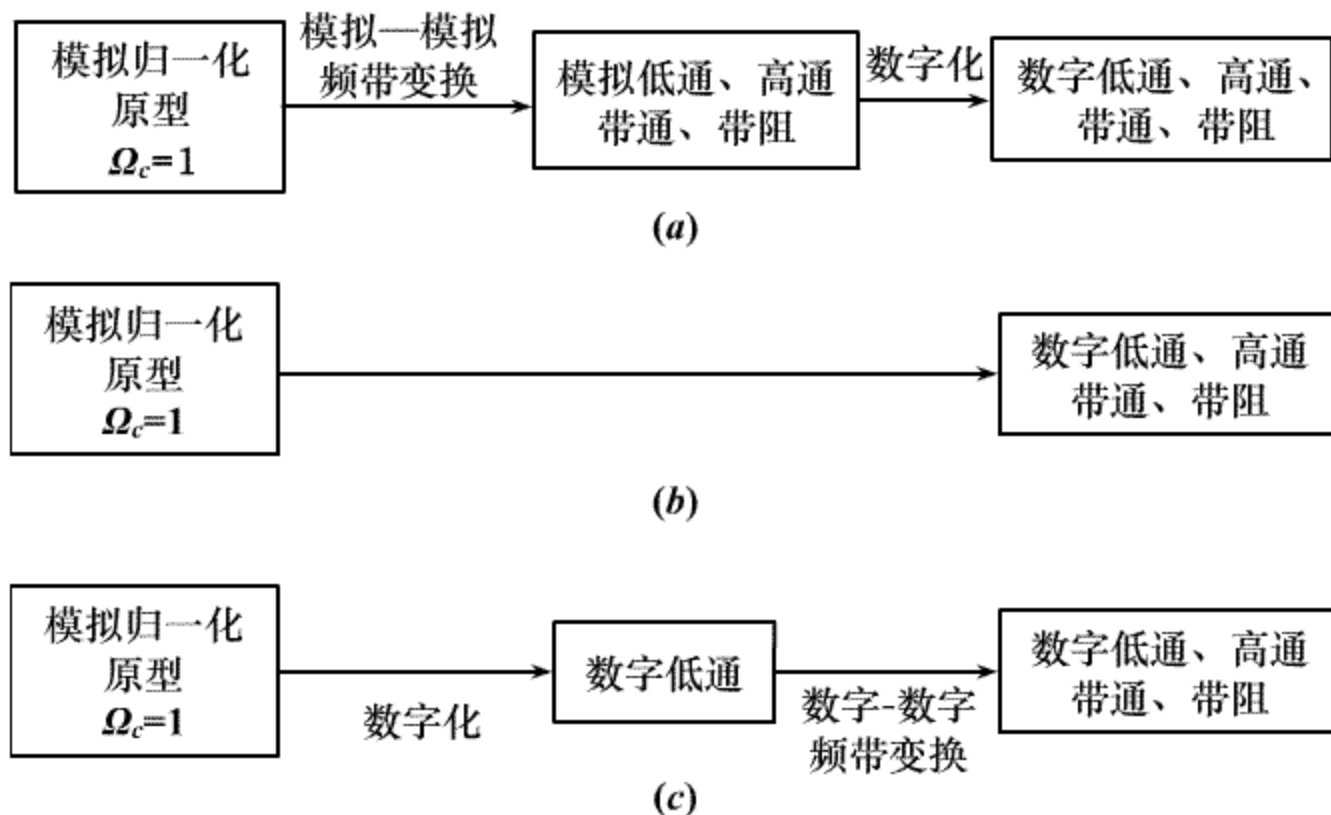 模拟归一化
原型
Ωc=1
模拟—模拟
频带变换
模拟低通、高通
带通、带阻
数字化
数字低通、高通、
带通、带阻
(a)
模拟归一化
原型
Ωc=1
数字低通、高通
带通、带阻
(b)
模拟归一化
原型
Ωc=1
数字化
数字低通
数字-数字
频带变换
数字低通、高通
带通、带阻
(c)